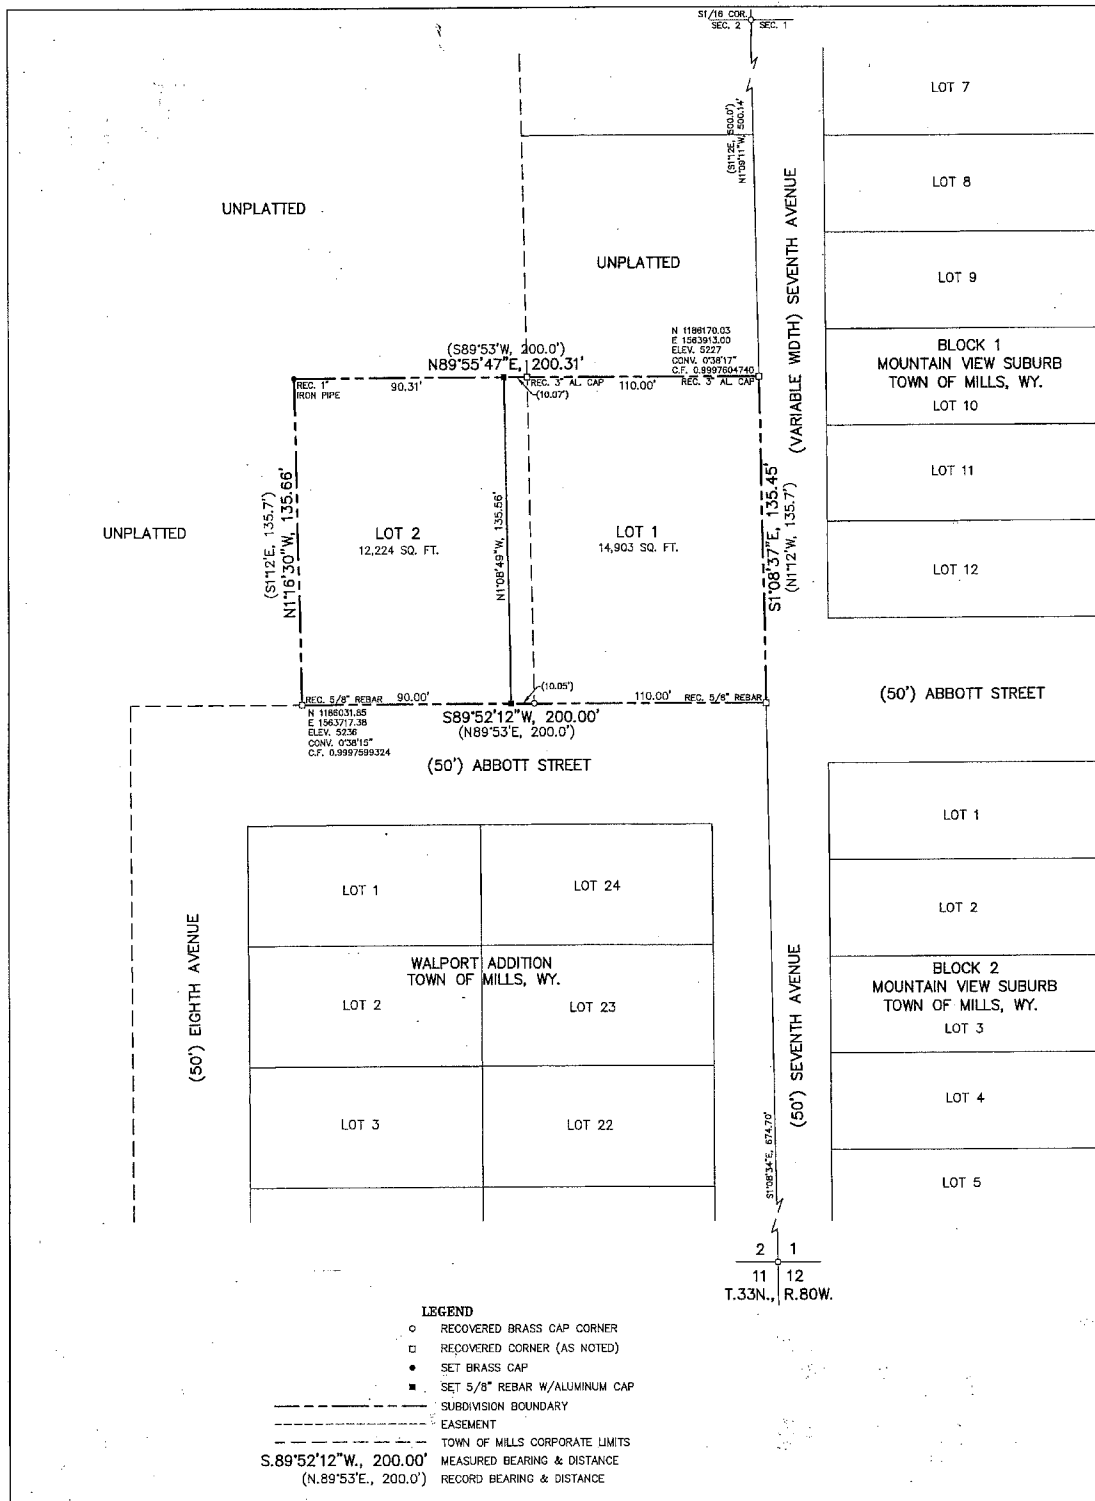 S1/16 COR.
SEC. 2 SEC. 1
LOT 7
(S1°12'E, 500.0')
N1°09'11"W, 500.14'
LOT 8
UNPLATTED
UNPLATTED
LOT 9
(VARIABLE WIDTH) SEVENTH AVENUE
N 1186170.03
E 1563913.00
ELEV. 5227
CONV. 0°38'17"
C.F. 0.9997604740
BLOCK 1
MOUNTAIN VIEW SUBURB
TOWN OF MILLS, WY.
LOT 10
(S89°53'W, 200.0')
N89°55'47"E, 200.31'
REC. 1"
IRON PIPE
90.31'
REC. 3" AL. CAP
(10.07')
110.00'
REC. 3" AL. CAP
LOT 11
UNPLATTED
(S1°12'E, 135.7')
N1°16'30"W, 135.66'
LOT 2
12,224 SQ. FT.
N1°08'49"W, 135.56'
LOT 1
14,903 SQ. FT.
S1°08'37"E, 135.45'
(N1°12'W, 135.7')
LOT 12
REC. 5/8" REBAR
90.00'
(10.05')
110.00'
REC. 5/8" REBAR
(50') ABBOTT STREET
N 1186031.85
E 1563717.38
ELEV. 5236
CONV. 0°38'15"
C.F. 0.9997599324
S89°52'12"W, 200.00'
(N89°53'E, 200.0')
(50') ABBOTT STREET
LOT 1
LOT 1
LOT 24
LOT 2
(50') EIGHTH AVENUE
WALPORT ADDITION
TOWN OF MILLS, WY.
LOT 2
LOT 23
(50') SEVENTH AVENUE
BLOCK 2
MOUNTAIN VIEW SUBURB
TOWN OF MILLS, WY.
LOT 3
LOT 4
LOT 3
LOT 22
S1°08'34"E, 674.70'
LOT 5
2 1
11 12
T.33N., R.80W.
LEGEND
RECOVERED BRASS CAP CORNER
RECOVERED CORNER (AS NOTED)
SET BRASS CAP
SET 5/8" REBAR W/ALUMINUM CAP
SUBDIVISION BOUNDARY
EASEMENT
TOWN OF MILLS CORPORATE LIMITS
S.89°52'12"W., 200.00' MEASURED BEARING & DISTANCE
(N.89°53'E., 200.0') RECORD BEARING & DISTANCE